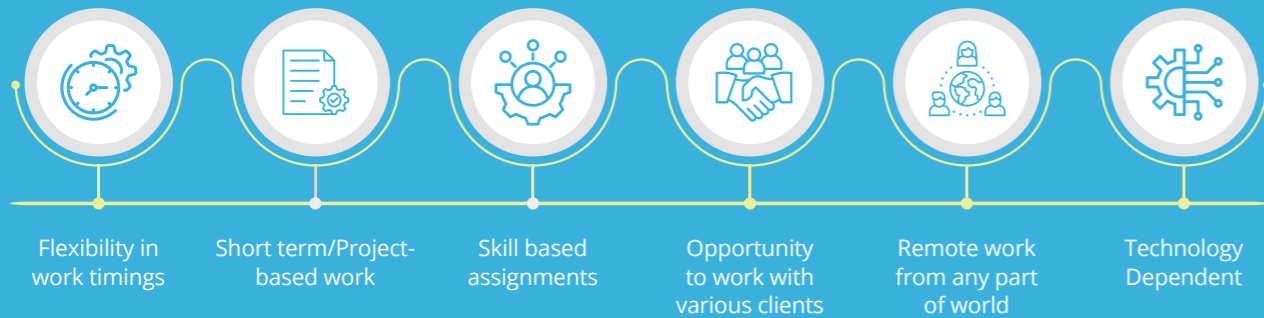 Flexibility in
work timings
Short term/Project-
based work
Skill based
assignments
Opportunity
to work with
various clients
Remote work
from any part
of world
Technology
Dependent